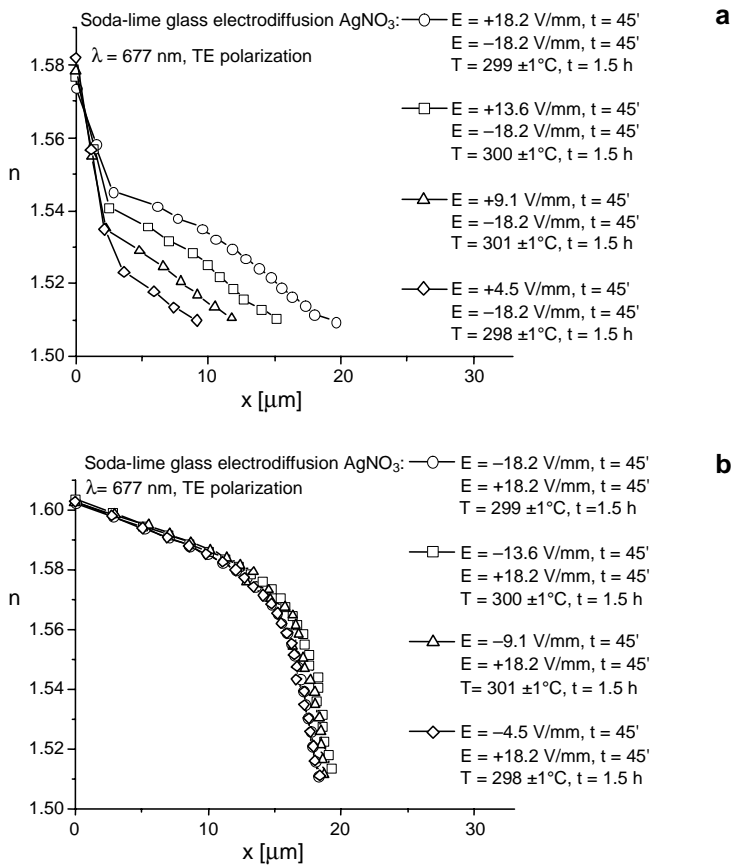 a
Soda-lime glass electrodiffusion AgNO₃:
λ = 677 nm, TE polarization
E = +18.2 V/mm, t = 45'
E = –18.2 V/mm, t = 45'
T = 299 ±1°C, t = 1.5 h
E = +13.6 V/mm, t = 45'
E = –18.2 V/mm, t = 45'
T = 300 ±1°C, t = 1.5 h
E = +9.1 V/mm, t = 45'
E = –18.2 V/mm, t = 45'
T = 301 ±1°C, t = 1.5 h
E = +4.5 V/mm, t = 45'
E = –18.2 V/mm, t = 45'
T = 298 ±1°C, t = 1.5 h
1.58
1.56
n
1.54
1.52
1.50
0 10 20 30
x [μm]
b
Soda-lime glass electrodiffusion AgNO₃:
λ= 677 nm, TE polarization
E = –18.2 V/mm, t = 45'
E = +18.2 V/mm, t = 45'
T = 299 ±1°C, t =1.5 h
E = –13.6 V/mm, t = 45'
E = +18.2 V/mm, t = 45'
T = 300 ±1°C, t = 1.5 h
E = –9.1 V/mm, t = 45'
E = +18.2 V/mm, t = 45'
T= 301 ±1°C, t = 1.5 h
E = –4.5 V/mm, t = 45'
E = +18.2 V/mm, t = 45'
T = 298 ±1°C, t = 1.5 h
1.60
1.58
n
1.56
1.54
1.52
1.50
0 10 20 30
x [μm]